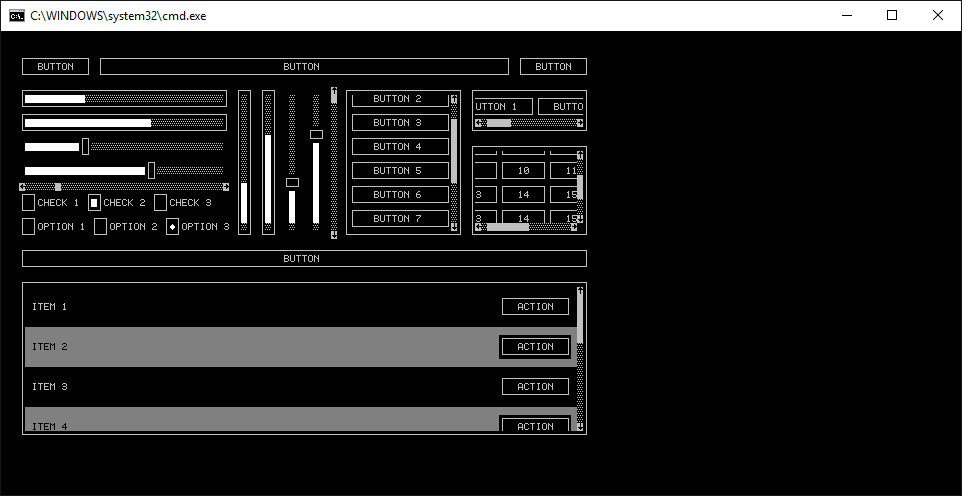 C:\WINDOWS\system32\cmd.exe
BUTTON BUTTON BUTTON
BUTTON 2
UTTON 1 BUTTO
BUTTON 3
BUTTON 4
BUTTON 5
10 11
BUTTON 6
3 14 15
CHECK 1 CHECK 2 CHECK 3
BUTTON 7
3 14 15
OPTION 1 OPTION 2 OPTION 3
BUTTON
ITEM 1 ACTION
ITEM 2 ACTION
ITEM 3 ACTION
ITEM 4 ACTION